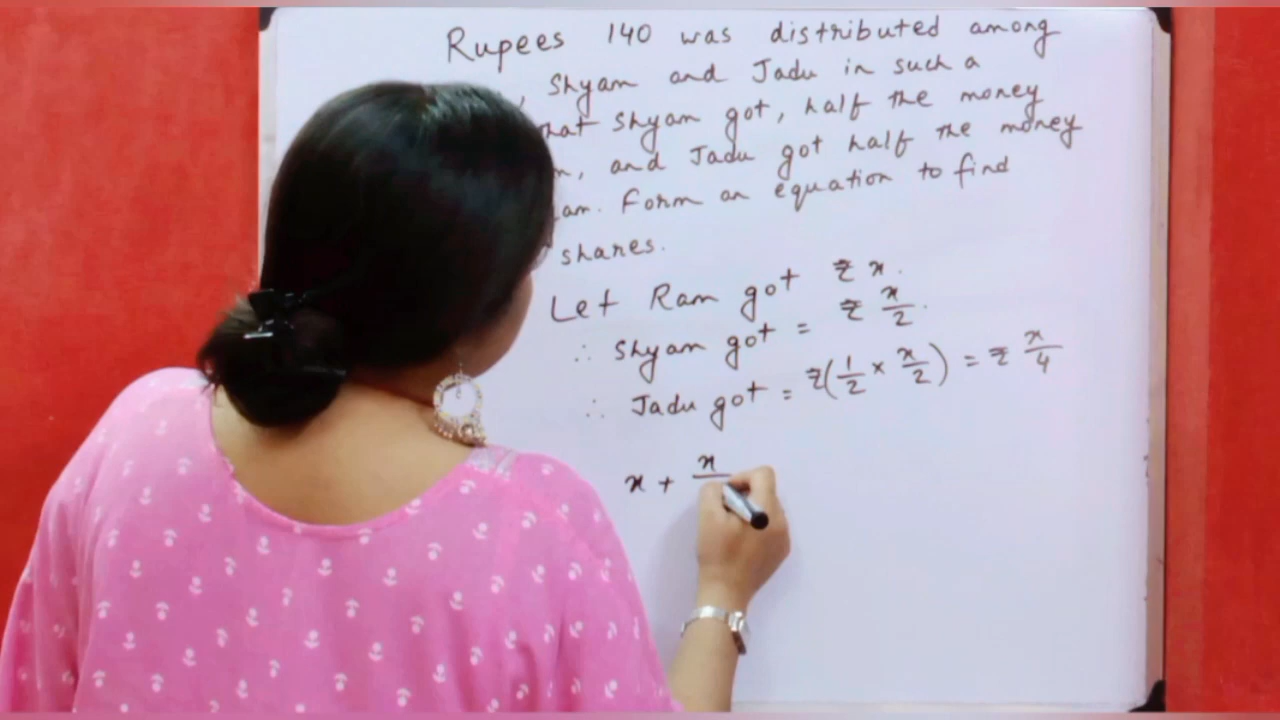 Rupees 140 was distributed among
, Shyam and Jadu in such a
hat Shyam got, half the money
m, and Jadu got half the money
am. Form an equation to find
shares.
Let Ram got ₹ x.
∴ Shyam got = ₹ x/2.
∴ Jadu got = ₹(1/2 × x/2) = ₹ x/4
x + x